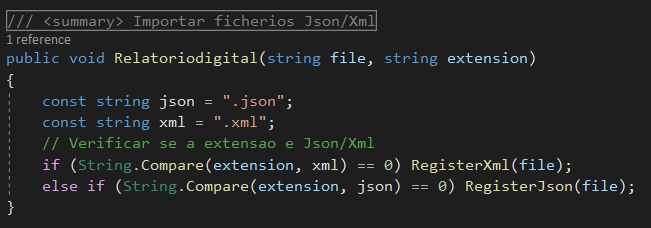 /// <summary> Importar ficherios Json/Xml
1 reference
public void Relatoriodigital(string file, string extension)
{
const string json = ".json";
const string xml = ".xml";
// Verificar se a extensao e Json/Xml
if (String.Compare(extension, xml) == 0) RegisterXml(file);
else if (String.Compare(extension, json) == 0) RegisterJson(file);
}